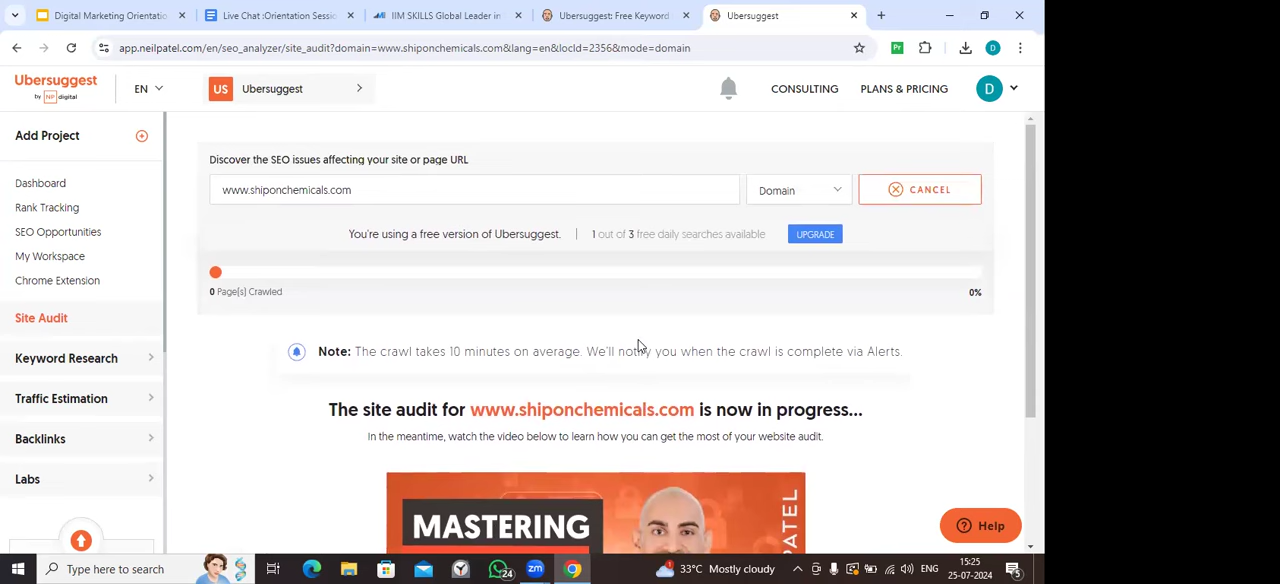 Digital Marketing Orientatio
Live Chat :Orientation Sessio
IIM SKILLS Global Leader in
Ubersuggest: Free Keyword
Ubersuggest
app.neilpatel.com/en/seo_analyzer/site_audit?domain=www.shiponchemicals.com&lang=en&locId=2356&mode=domain
Pr
D
Ubersuggest
by NP digital
EN
US Ubersuggest
CONSULTING
PLANS & PRICING
D
Add Project
Dashboard
Rank Tracking
SEO Opportunities
My Workspace
Chrome Extension
Site Audit
Keyword Research
Traffic Estimation
Backlinks
Labs
Discover the SEO issues affecting your site or page URL
www.shiponchemicals.com
Domain
CANCEL
You're using a free version of Ubersuggest. | 1 out of 3 free daily searches available UPGRADE
0 Page(s) Crawled
0%
Note: The crawl takes 10 minutes on average. We'll notify you when the crawl is complete via Alerts.
The site audit for www.shiponchemicals.com is now in progress...
In the meantime, watch the video below to learn how you can get the most of your website audit.
MASTERING
PATEL
Help
Type here to search
24
zm
33°C Mostly cloudy
ENG
15:25
25-07-2024
5